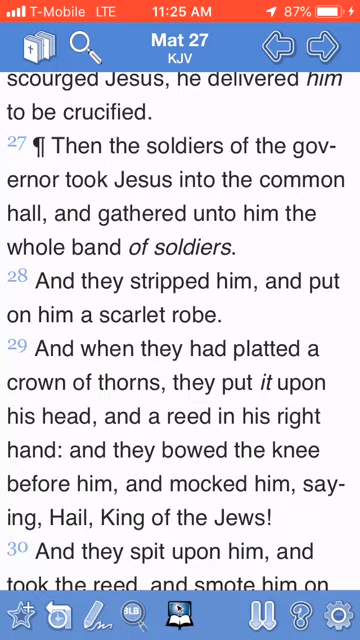 T-Mobile LTE 11:25 AM 87%
Mat 27
KJV
scourged Jesus, he delivered him
to be crucified.
27 ¶ Then the soldiers of the gov-
ernor took Jesus into the common
hall, and gathered unto him the
whole band of soldiers.
28 And they stripped him, and put
on him a scarlet robe.
29 And when they had platted a
crown of thorns, they put it upon
his head, and a reed in his right
hand: and they bowed the knee
before him, and mocked him, say-
ing, Hail, King of the Jews!
30 And they spit upon him, and
took the reed, and smote him on
BLB